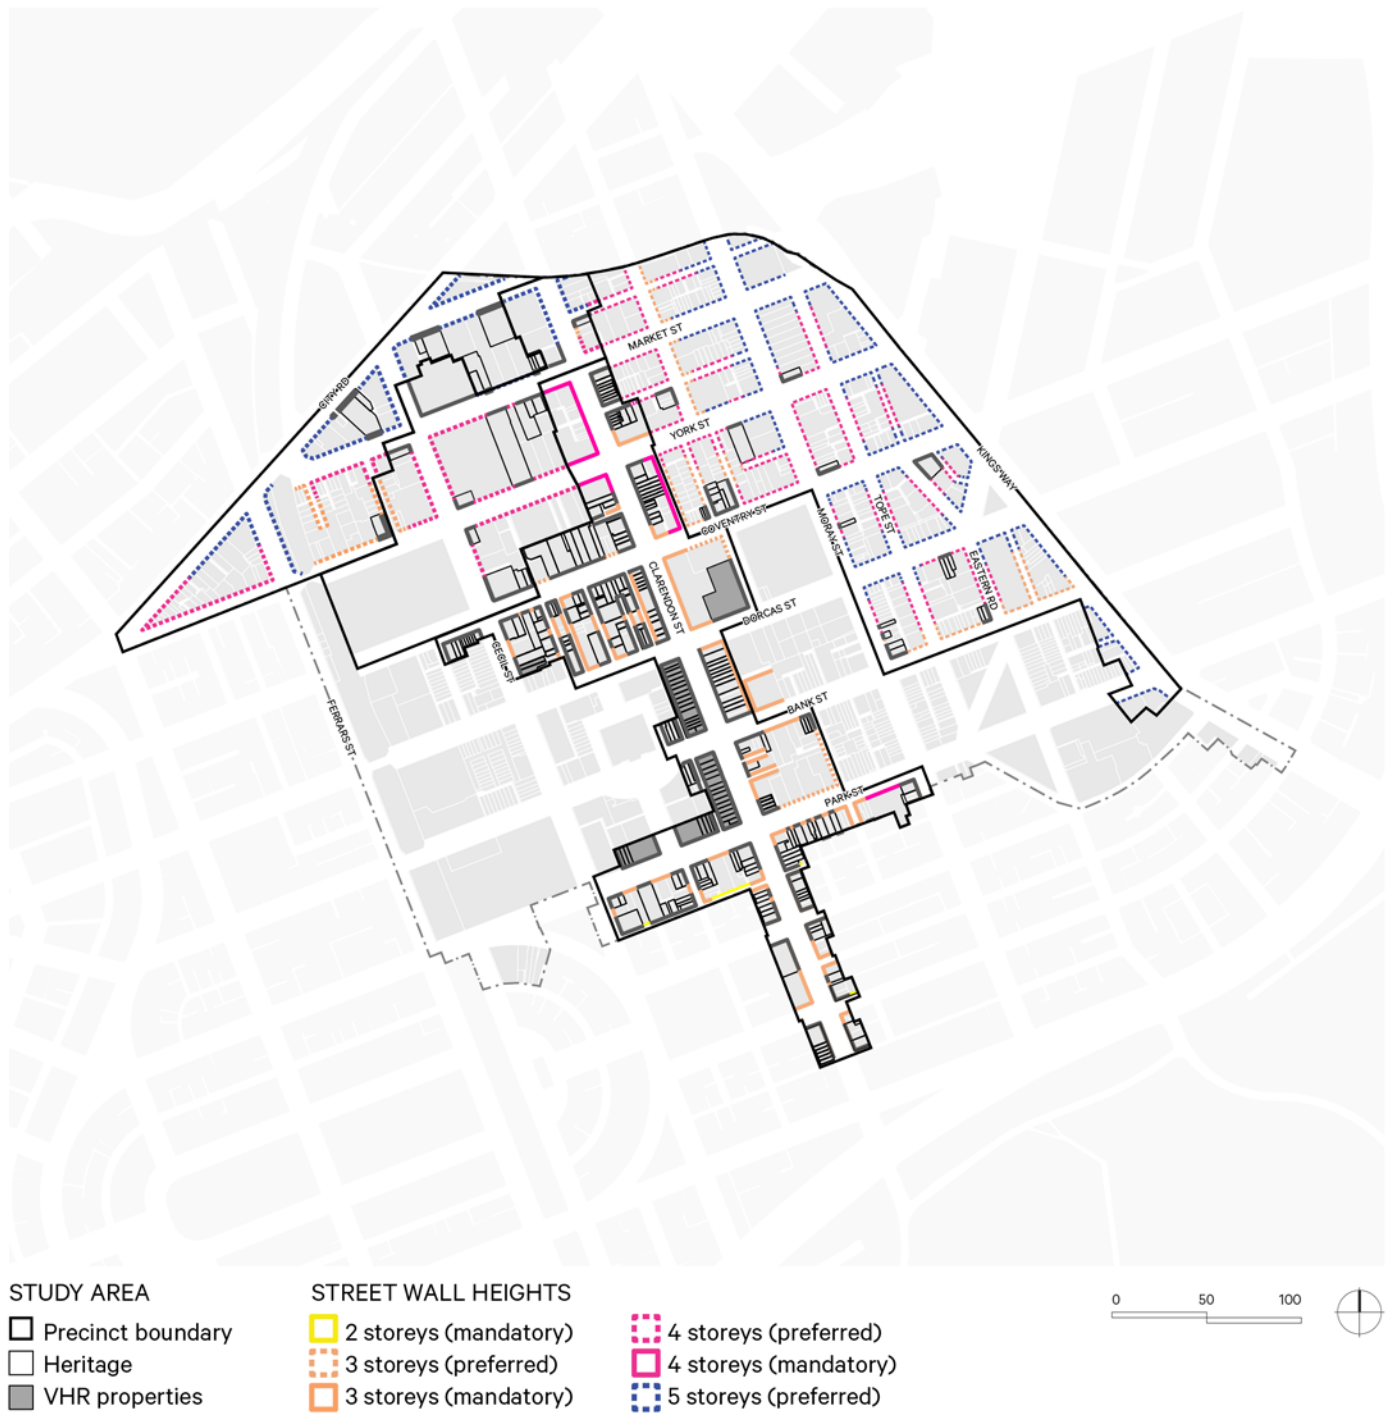 MARKET ST
CITY RD
YORK ST
KINGS WAY
COVENTRY ST
MORAY ST
TOPE ST
EASTERN RD
CLARENDON ST
DORCAS ST
CECIL ST
BANK ST
FERRARS ST
PARK ST
STUDY AREA
Precinct boundary
Heritage
VHR properties
STREET WALL HEIGHTS
2 storeys (mandatory)
3 storeys (preferred)
3 storeys (mandatory)
4 storeys (preferred)
4 storeys (mandatory)
5 storeys (preferred)
0 50 100